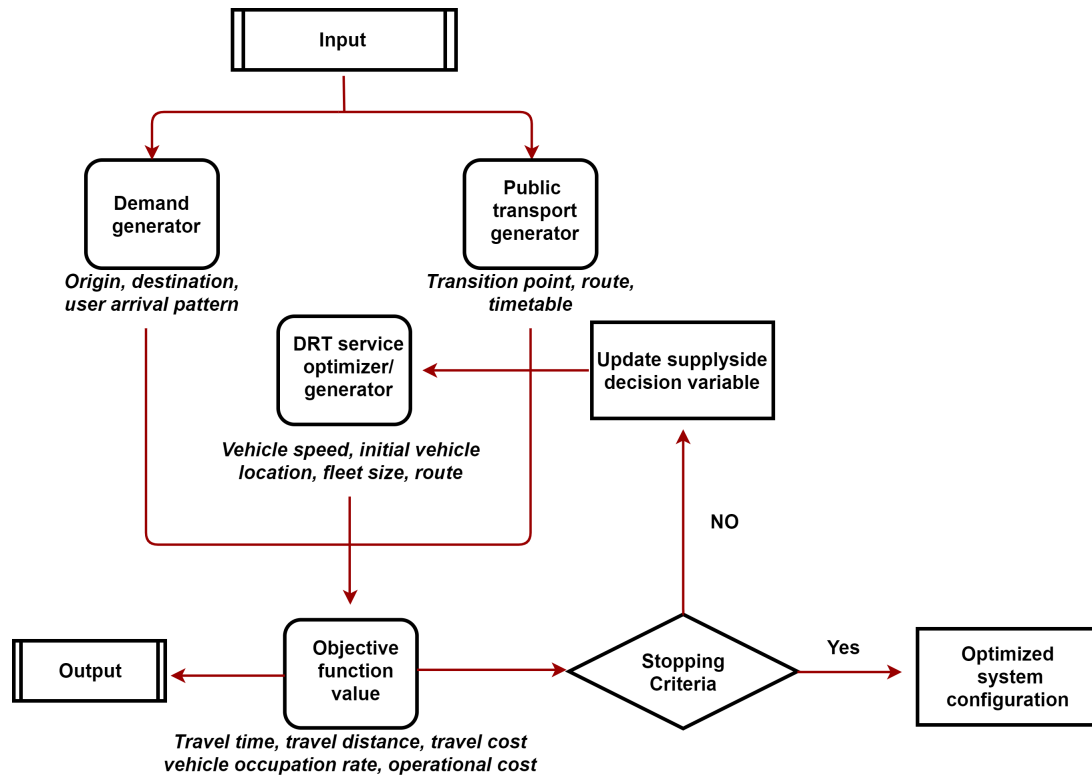 Input
Demand
generator
Public
transport
generator
Origin, destination,
user arrival pattern
Transition point, route,
timetable
DRT service
optimizer/
generator
Update supplyside
decision variable
Vehicle speed, initial vehicle
location, fleet size, route
NO
Output
Objective
function
value
Stopping
Criteria
Yes
Optimized
system
configuration
Travel time, travel distance, travel cost
vehicle occupation rate, operational cost